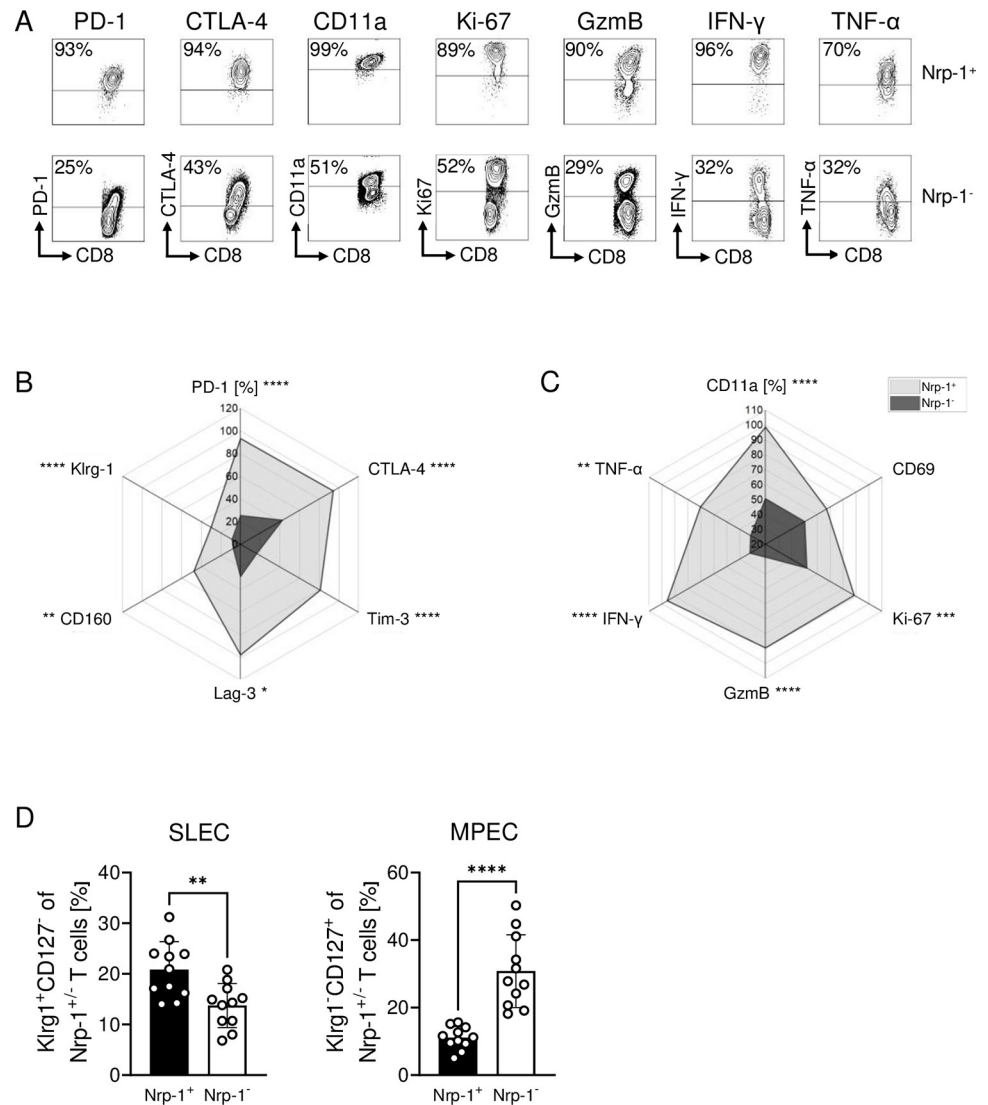 A
PD-1 CTLA-4 CD11a Ki-67 GzmB IFN-γ TNF-α
93% 94% 99% 89% 90% 96% 70%
Nrp-1⁺
25% 43% 51% 52% 29% 32% 32%
Nrp-1⁻
PD-1 CTLA-4 CD11a Ki67 GzmB IFN-γ TNF-α
CD8 CD8 CD8 CD8 CD8 CD8 CD8
B
PD-1 [%] ****
120
100
80
60
40
20
0
**** Klrg-1
CTLA-4 ****
** CD160
Tim-3 ****
Lag-3 *
C
CD11a [%] ****
Nrp-1⁺
Nrp-1⁻
110
100
90
80
70
60
50
40
30
20
** TNF-α
CD69
**** IFN-γ
Ki-67 ***
GzmB ****
D
SLEC
Klrg1⁺CD127⁻ of
Nrp-1⁺/⁻ T cells [%]
40
30
20
10
0
**
Nrp-1⁺ Nrp-1⁻
MPEC
Klrg1⁻CD127⁺ of
Nrp-1⁺/⁻ T cells [%]
60
40
20
0
****
Nrp-1⁺ Nrp-1⁻